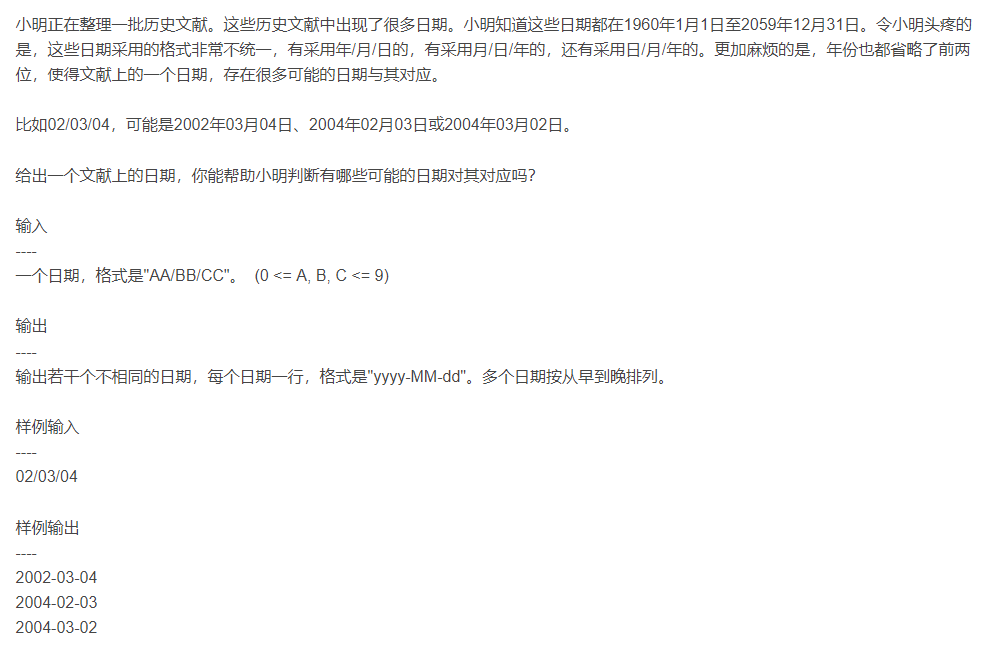 小明正在整理一批历史文献。这些历史文献中出现了很多日期。小明知道这些日期都在1960年1月1日至2059年12月31日。令小明头疼的
是，这些日期采用的格式非常不统一，有采用年/月/日的，有采用月/日/年的，还有采用日/月/年的。更加麻烦的是，年份也都省略了前两
位，使得文献上的一个日期，存在很多可能的日期与其对应。
比如02/03/04，可能是2002年03月04日、2004年02月03日或2004年03月02日。
给出一个文献上的日期，你能帮助小明判断有哪些可能的日期对其对应吗？
输入
----
一个日期，格式是"AA/BB/CC"。 (0 <= A, B, C <= 9)
输出
----
输出若干个不相同的日期，每个日期一行，格式是"yyyy-MM-dd"。多个日期按从早到晚排列。
样例输入
----
02/03/04
样例输出
----
2002-03-04
2004-02-03
2004-03-02